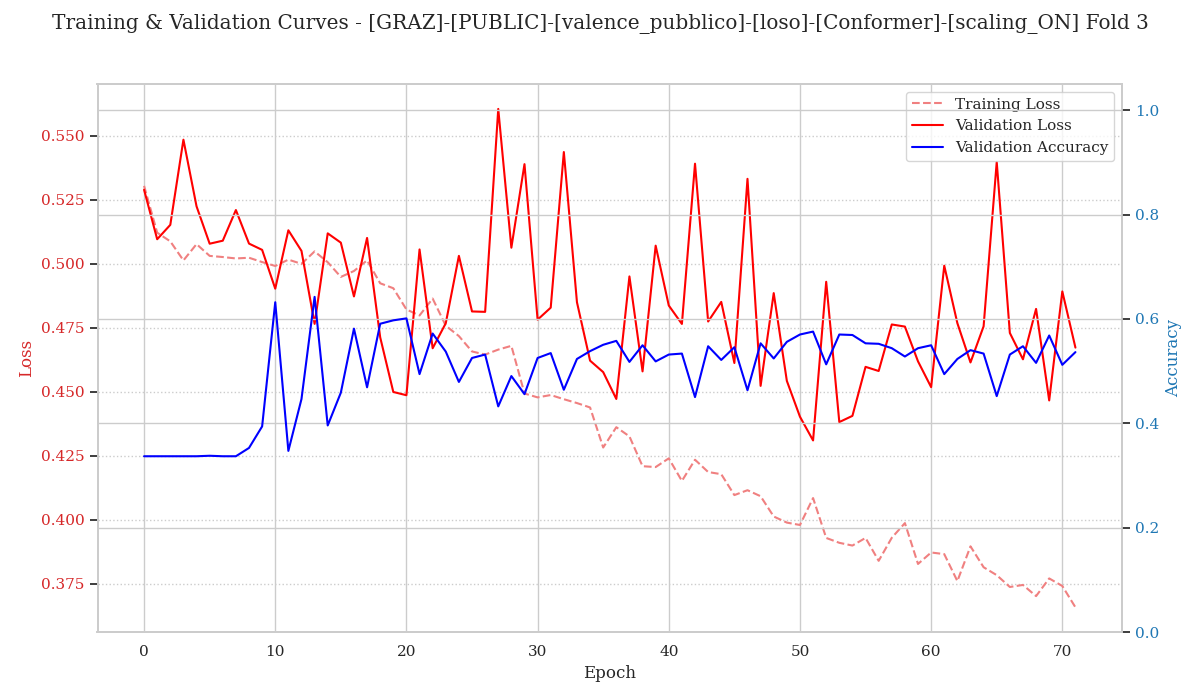 Training & Validation Curves - [GRAZ]-[PUBLIC]-[valence_pubblico]-[loso]-[Conformer]-[scaling_ON] Fold 3
Training Loss
Validation Loss
Validation Accuracy
Loss
0.550
0.525
0.500
0.475
0.450
0.425
0.400
0.375
1.0
0.8
0.6
0.4
0.2
0.0
Accuracy
0 10 20 30 40 50 60 70
Epoch